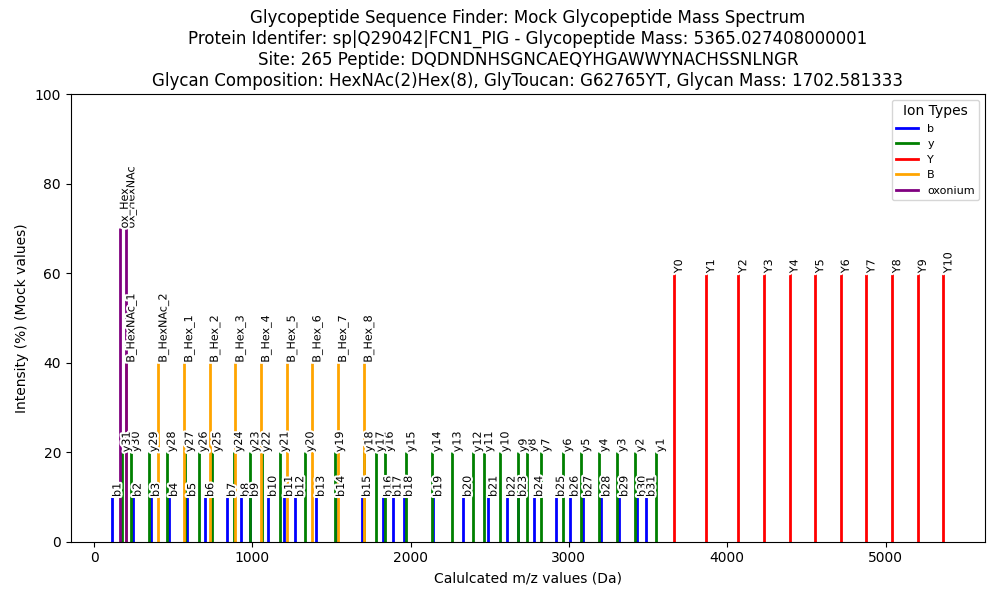 Glycopeptide Sequence Finder: Mock Glycopeptide Mass Spectrum
Protein Identifer: sp|Q29042|FCN1_PIG - Glycopeptide Mass: 5365.027408000001
Site: 265 Peptide: DQDNDNHSGNCAEQYHGAWWYNACHSSNLNGR
Glycan Composition: HexNAc(2)Hex(8), GlyToucan: G62765YT, Glycan Mass: 1702.581333
100
80
60
40
20
0
Intensity (%) (Mock values)
Ion Types
b
y
Y
B
oxonium
ox_Hex
ox_HexNAc
Y0
Y1
Y2
Y3
Y4
Y5
Y6
Y7
Y8
Y9
Y10
B_HexNAc_1
B_HexNAc_2
B_Hex_1
B_Hex_2
B_Hex_3
B_Hex_4
B_Hex_5
B_Hex_6
B_Hex_7
B_Hex_8
y31
y30
y29
y28
y27
y26
y25
y24
y23
y22
y21
y20
y19
y18
y17
y16
y15
y14
y13
y12
y11
y10
y9
y8
y7
y6
y5
y4
y3
y2
y1
b1
b2
b3
b4
b5
b6
b7
b8
b9
b10
b11
b12
b13
y14
b15
b16
b17
b18
b19
b20
b21
b22
b23
b24
b25
b26
b27
b28
b29
b30
b31
0
1000
2000
3000
4000
5000
Calulcated m/z values (Da)